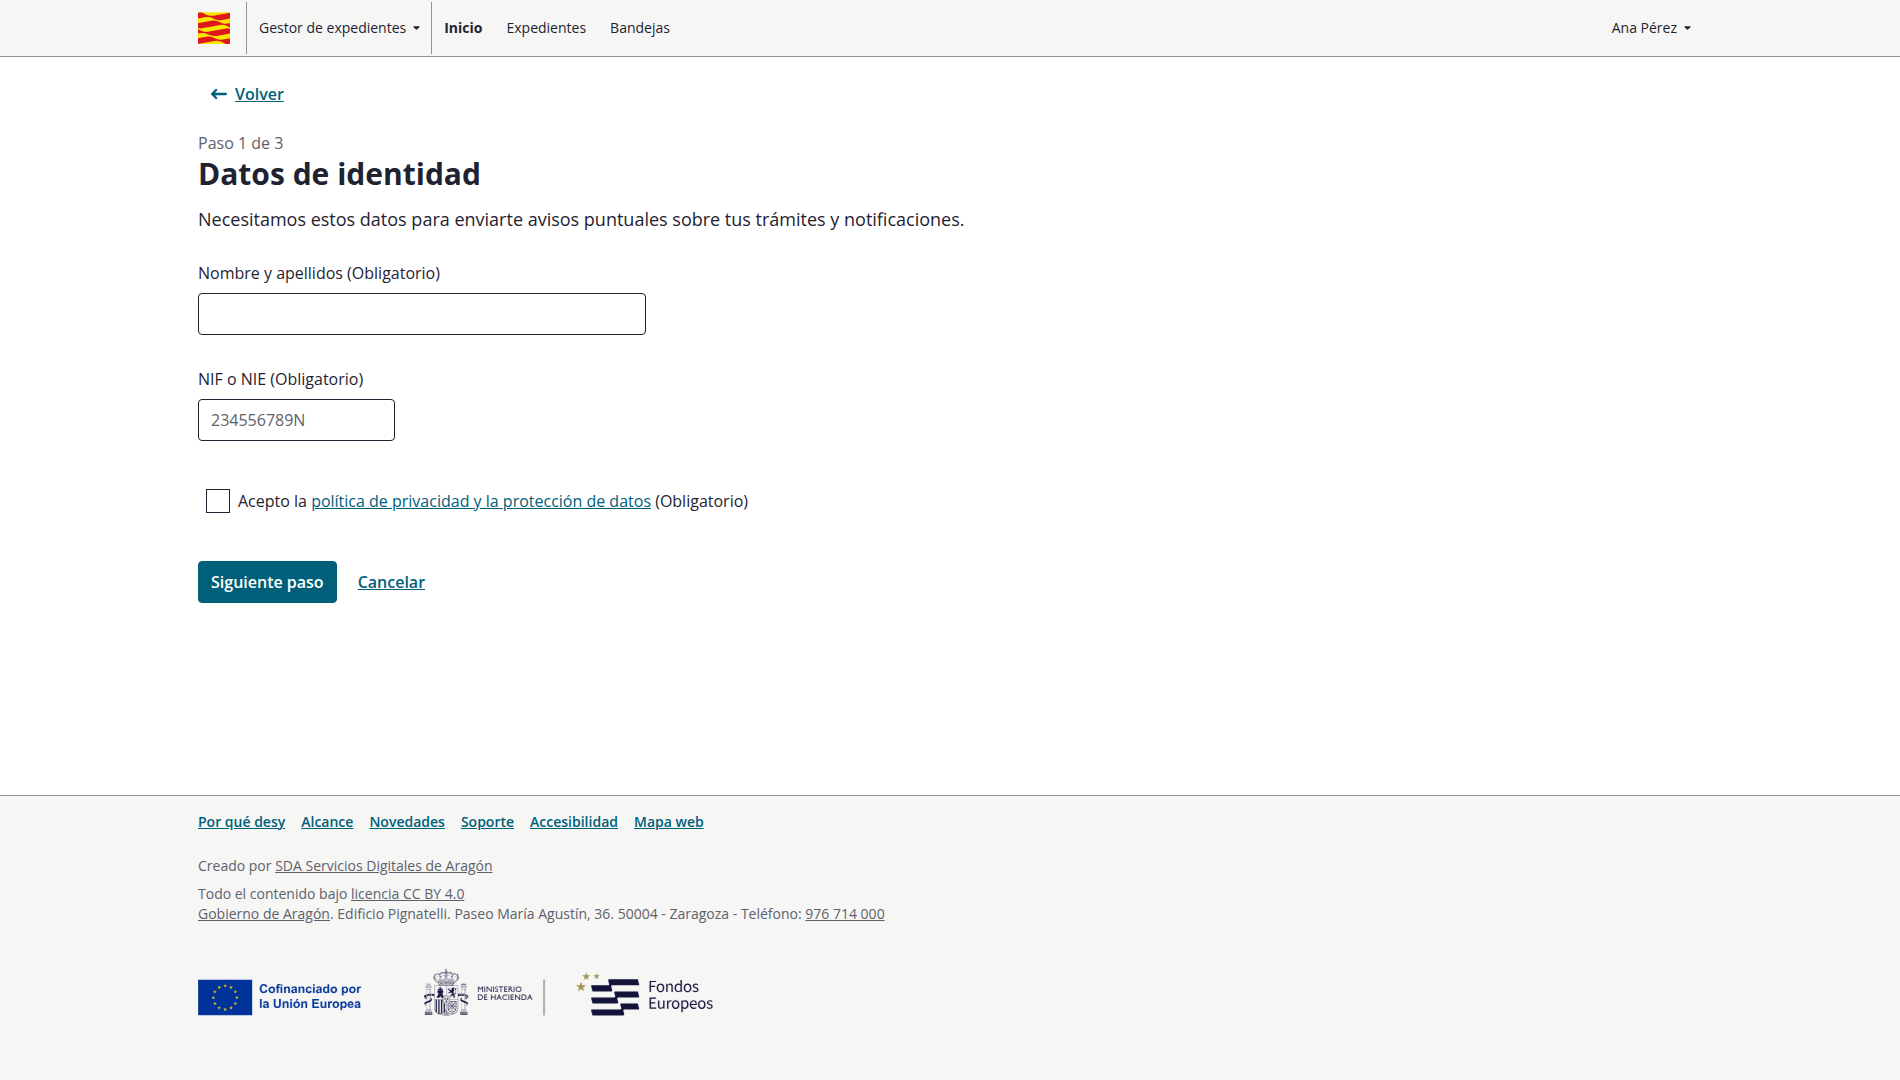 Gestor de expedientes Inicio Expedientes Bandejas Ana Pérez
Volver
Paso 1 de 3
Datos de identidad
Necesitamos estos datos para enviarte avisos puntuales sobre tus trámites y notificaciones.
Nombre y apellidos (Obligatorio)
NIF o NIE (Obligatorio)
234556789N
Acepto la política de privacidad y la protección de datos (Obligatorio)
Siguiente paso Cancelar
Por qué desy Alcance Novedades Soporte Accesibilidad Mapa web
Creado por SDA Servicios Digitales de Aragón
Todo el contenido bajo licencia CC BY 4.0
Gobierno de Aragón. Edificio Pignatelli. Paseo María Agustín, 36. 50004 - Zaragoza - Teléfono: 976 714 000
Cofinanciado por
la Unión Europea
MINISTERIO
DE HACIENDA
Fondos
Europeos